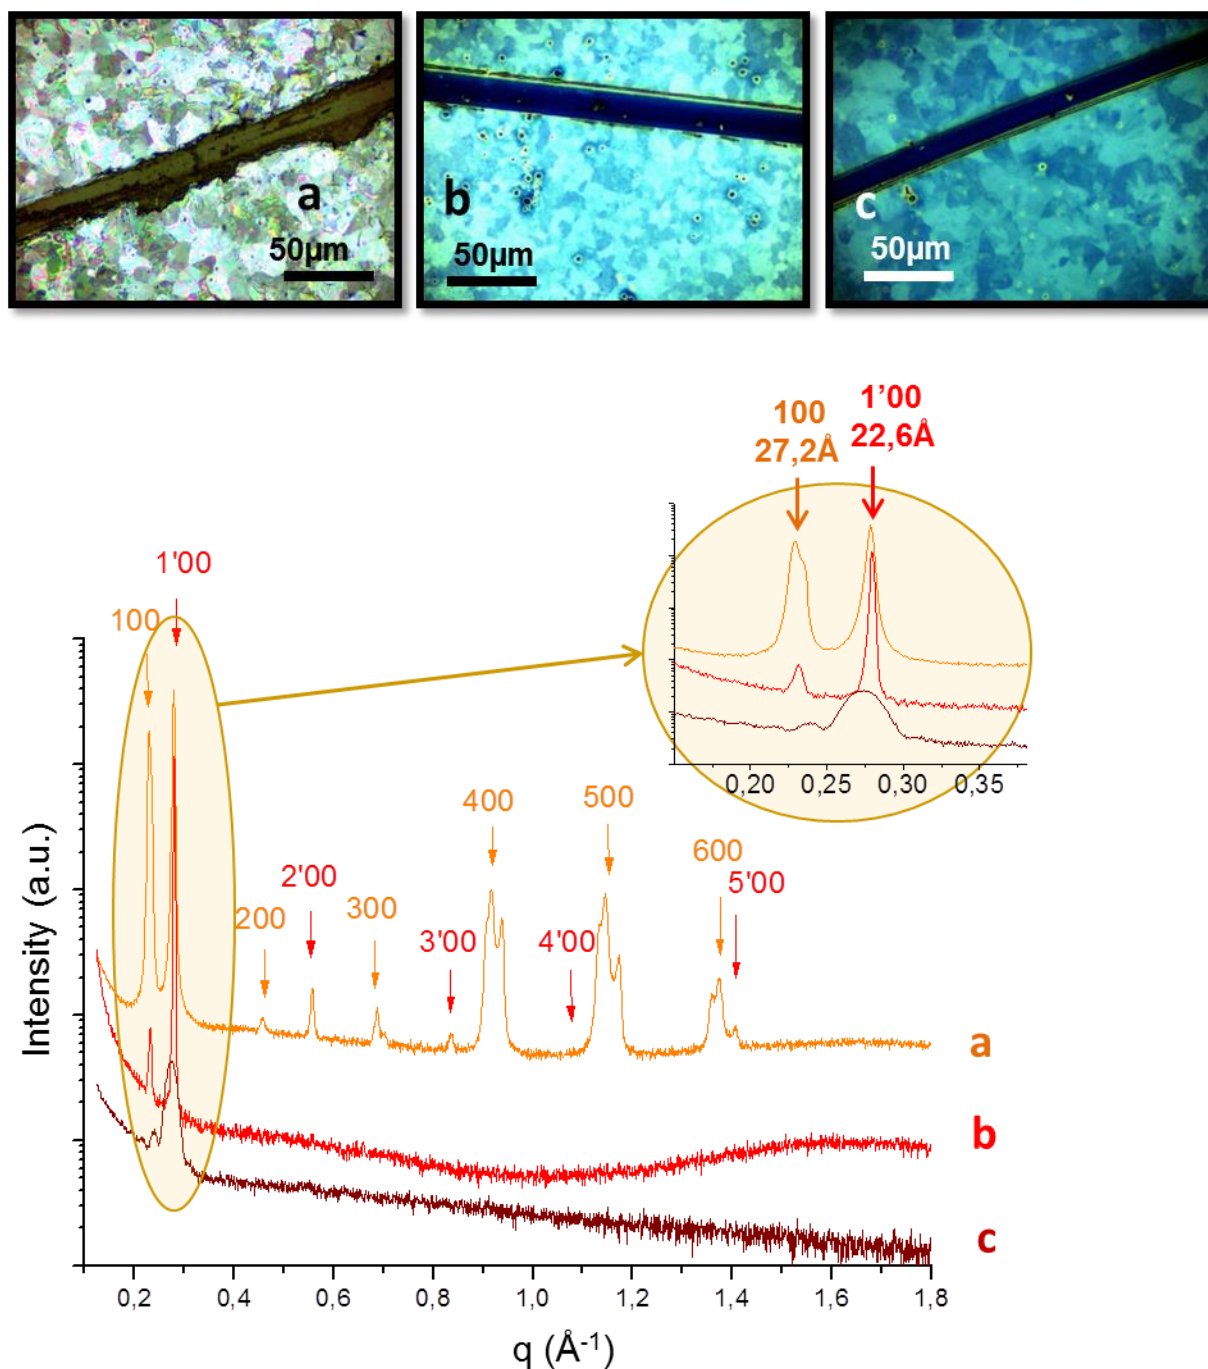 a
50µm
b
50µm
c
50µm
100
27,2Å
1'00
22,6Å
0,20 0,25 0,30 0,35
1'00
100
200
2'00
300
3'00
400
4'00
500
600
5'00
a
b
c
Intensity (a.u.)
0,2 0,4 0,6 0,8 1,0 1,2 1,4 1,6 1,8
q (Å-1)